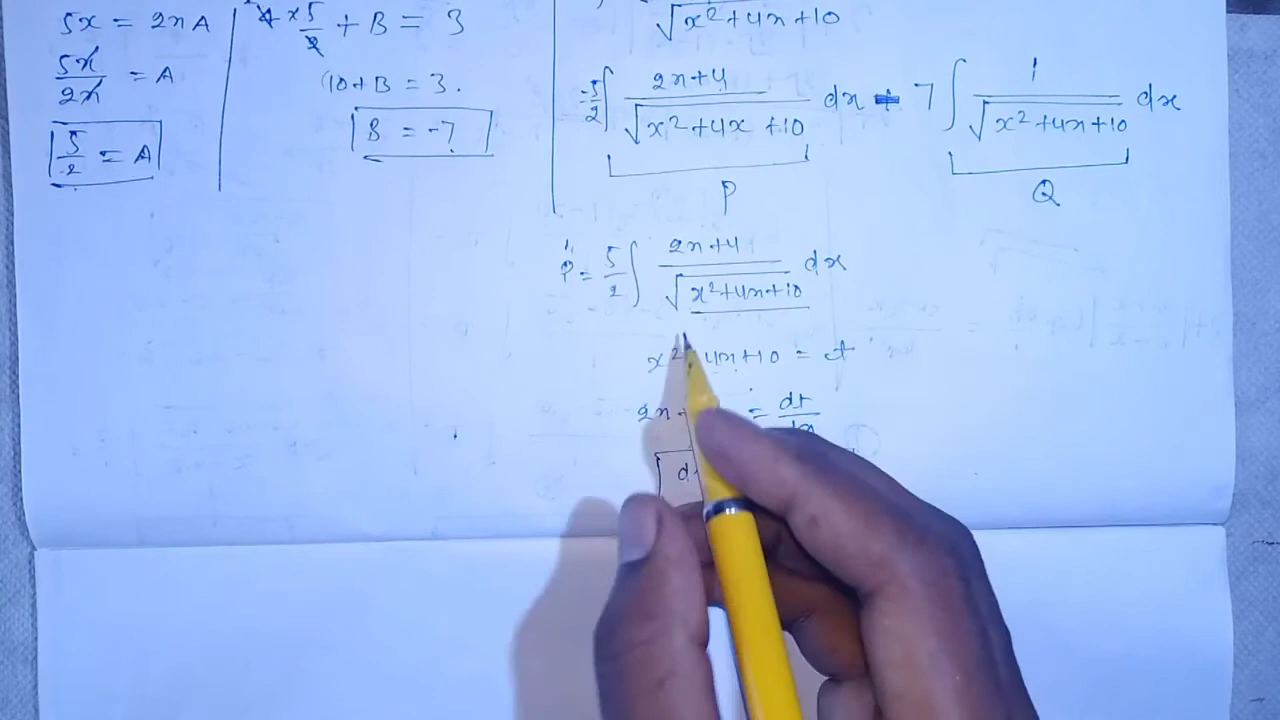 5x = 2xA
5x/2x = A
5/2 = A
4 × 5/2 + B = 3
10 + B = 3.
B = -7
√x²+4x+10
5/2 ∫ 2x+4/√x²+4x+10 dx - 7 ∫ 1/√x²+4x+10 dx
P Q
P = 5/2 ∫ 2x+4/√x²+4x+10 dx
x² 4x+10 = t
2x + = dt/dx